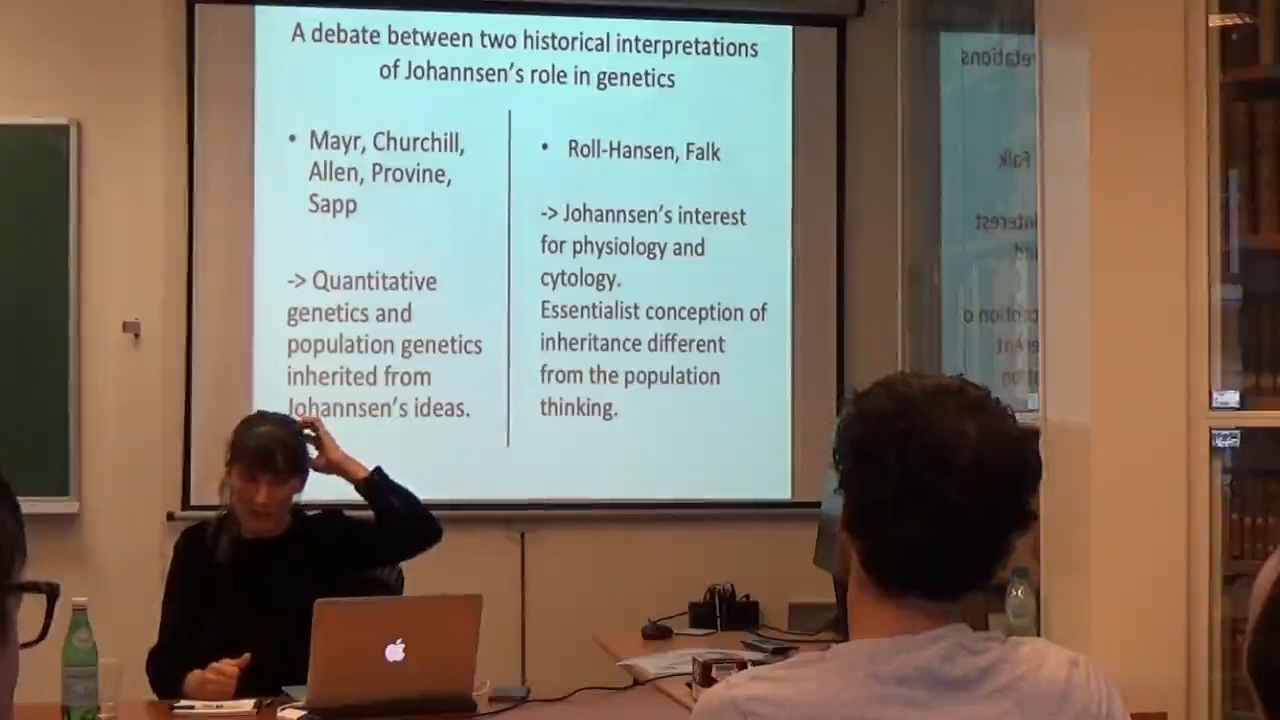 A debate between two historical interpretations
of Johannsen's role in genetics
• Mayr, Churchill,
Allen, Provine,
Sapp
-> Quantitative
genetics and
population genetics
inherited from
Johannsen's ideas.
• Roll-Hansen, Falk
-> Johannsen's interest
for physiology and
cytology.
Essentialist conception of
inheritance different
from the population
thinking.